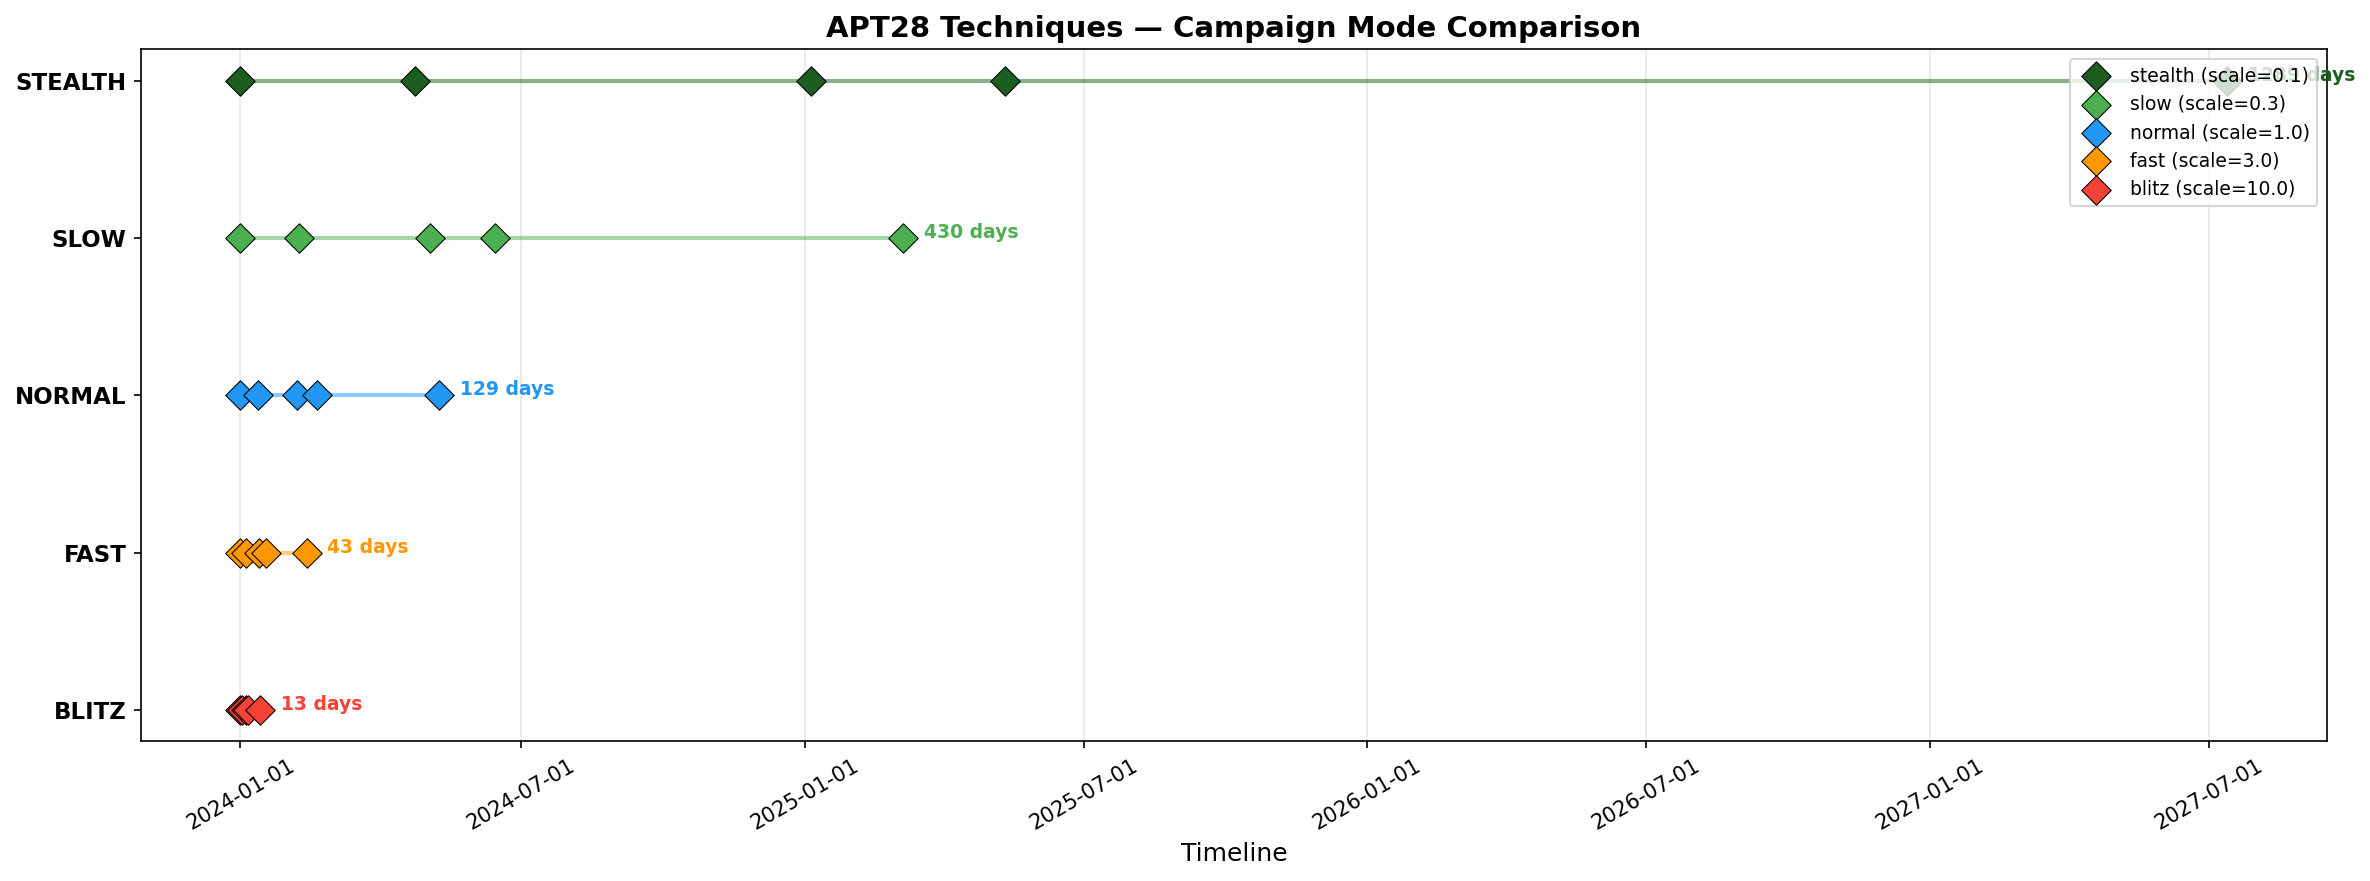 APT28 Techniques — Campaign Mode Comparison
STEALTH
days
stealth (scale=0.1)
slow (scale=0.3)
normal (scale=1.0)
fast (scale=3.0)
blitz (scale=10.0)
SLOW
430 days
NORMAL
129 days
FAST
43 days
BLITZ
13 days
2024-01-01
2024-07-01
2025-01-01
2025-07-01
2026-01-01
2026-07-01
2027-01-01
2027-07-01
Timeline